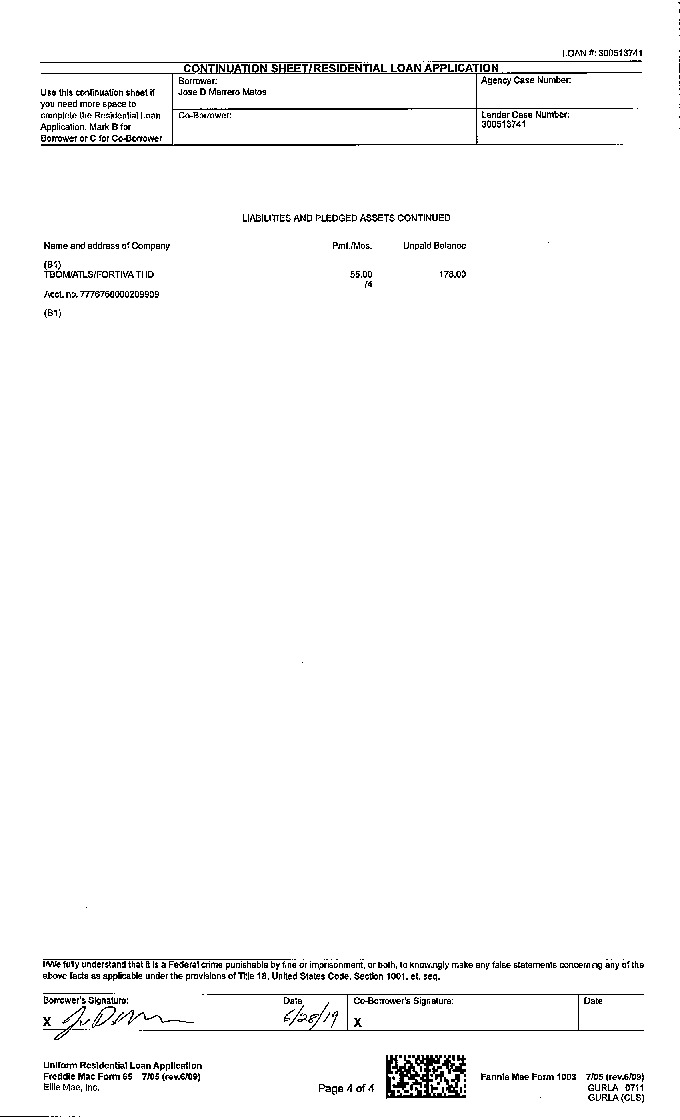 LOAN #: 300513741
CONTINUATION SHEET/RESIDENTIAL LOAN APPLICATION
Use this continuation sheet if
you need more space to
complete the Residential Loan
Application. Mark B for
Borrower or C for Co-Borrower
Borrower:
Jose D Marrero Matos
Agency Case Number:
Co-Borrower:
Lender Case Number:
300513741
LIABILITIES AND PLEDGED ASSETS CONTINUED
Name and address of Company Pmt./Mos. Unpaid Balance
(B1)
TBOM/ATLS/FORTIVA THD 55.00 178.00
/4
Acct. no. 7776756000209909
(B1)
I/We fully understand that it is a Federal crime punishable by fine or imprisonment, or both, to knowingly make any false statements concerning any of the
above facts as applicable under the provisions of Title 18, United States Code, Section 1001, et. seq.
Borrower's Signature: Date Co-Borrower's Signature: Date
X 6/28/19 X
Uniform Residential Loan Application
Freddie Mac Form 65 7/05 (rev.6/09)
Ellie Mae, Inc.
Page 4 of 4
Fannie Mae Form 1003 7/05 (rev.6/09)
GURLA 0711
GURLA (CLS)